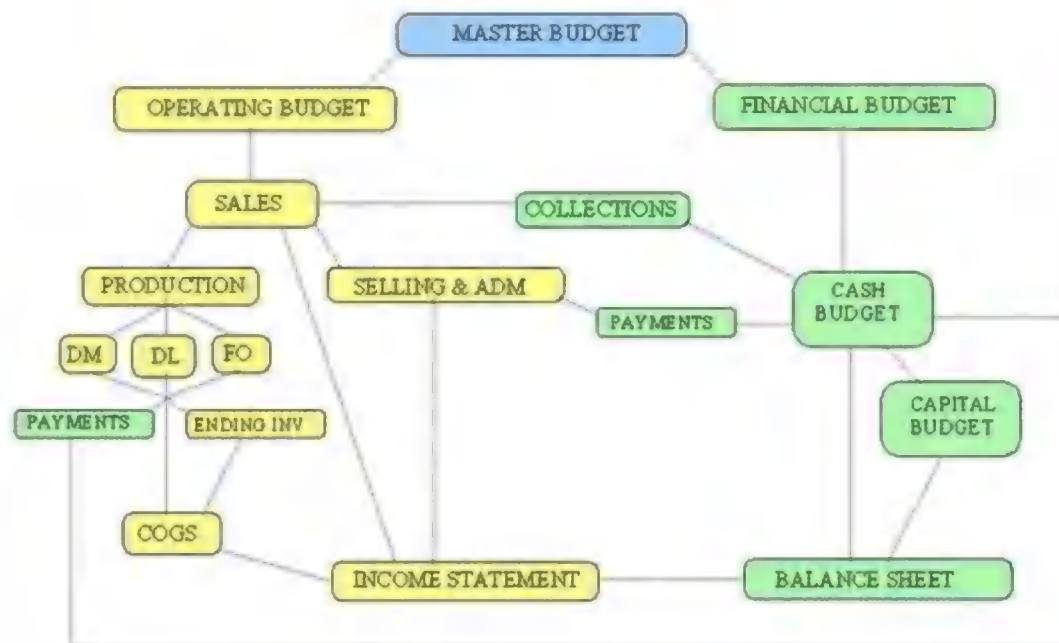 MASTER BUDGET
OPERATING BUDGET
FINANCIAL BUDGET
SALES
COLLECTIONS
PRODUCTION
SELLING & ADM
CASH
BUDGET
PAYMENTS
DM
DL
FO
PAYMENTS
ENDING INV
CAPITAL
BUDGET
COGS
INCOME STATEMENT
BALANCE SHEET